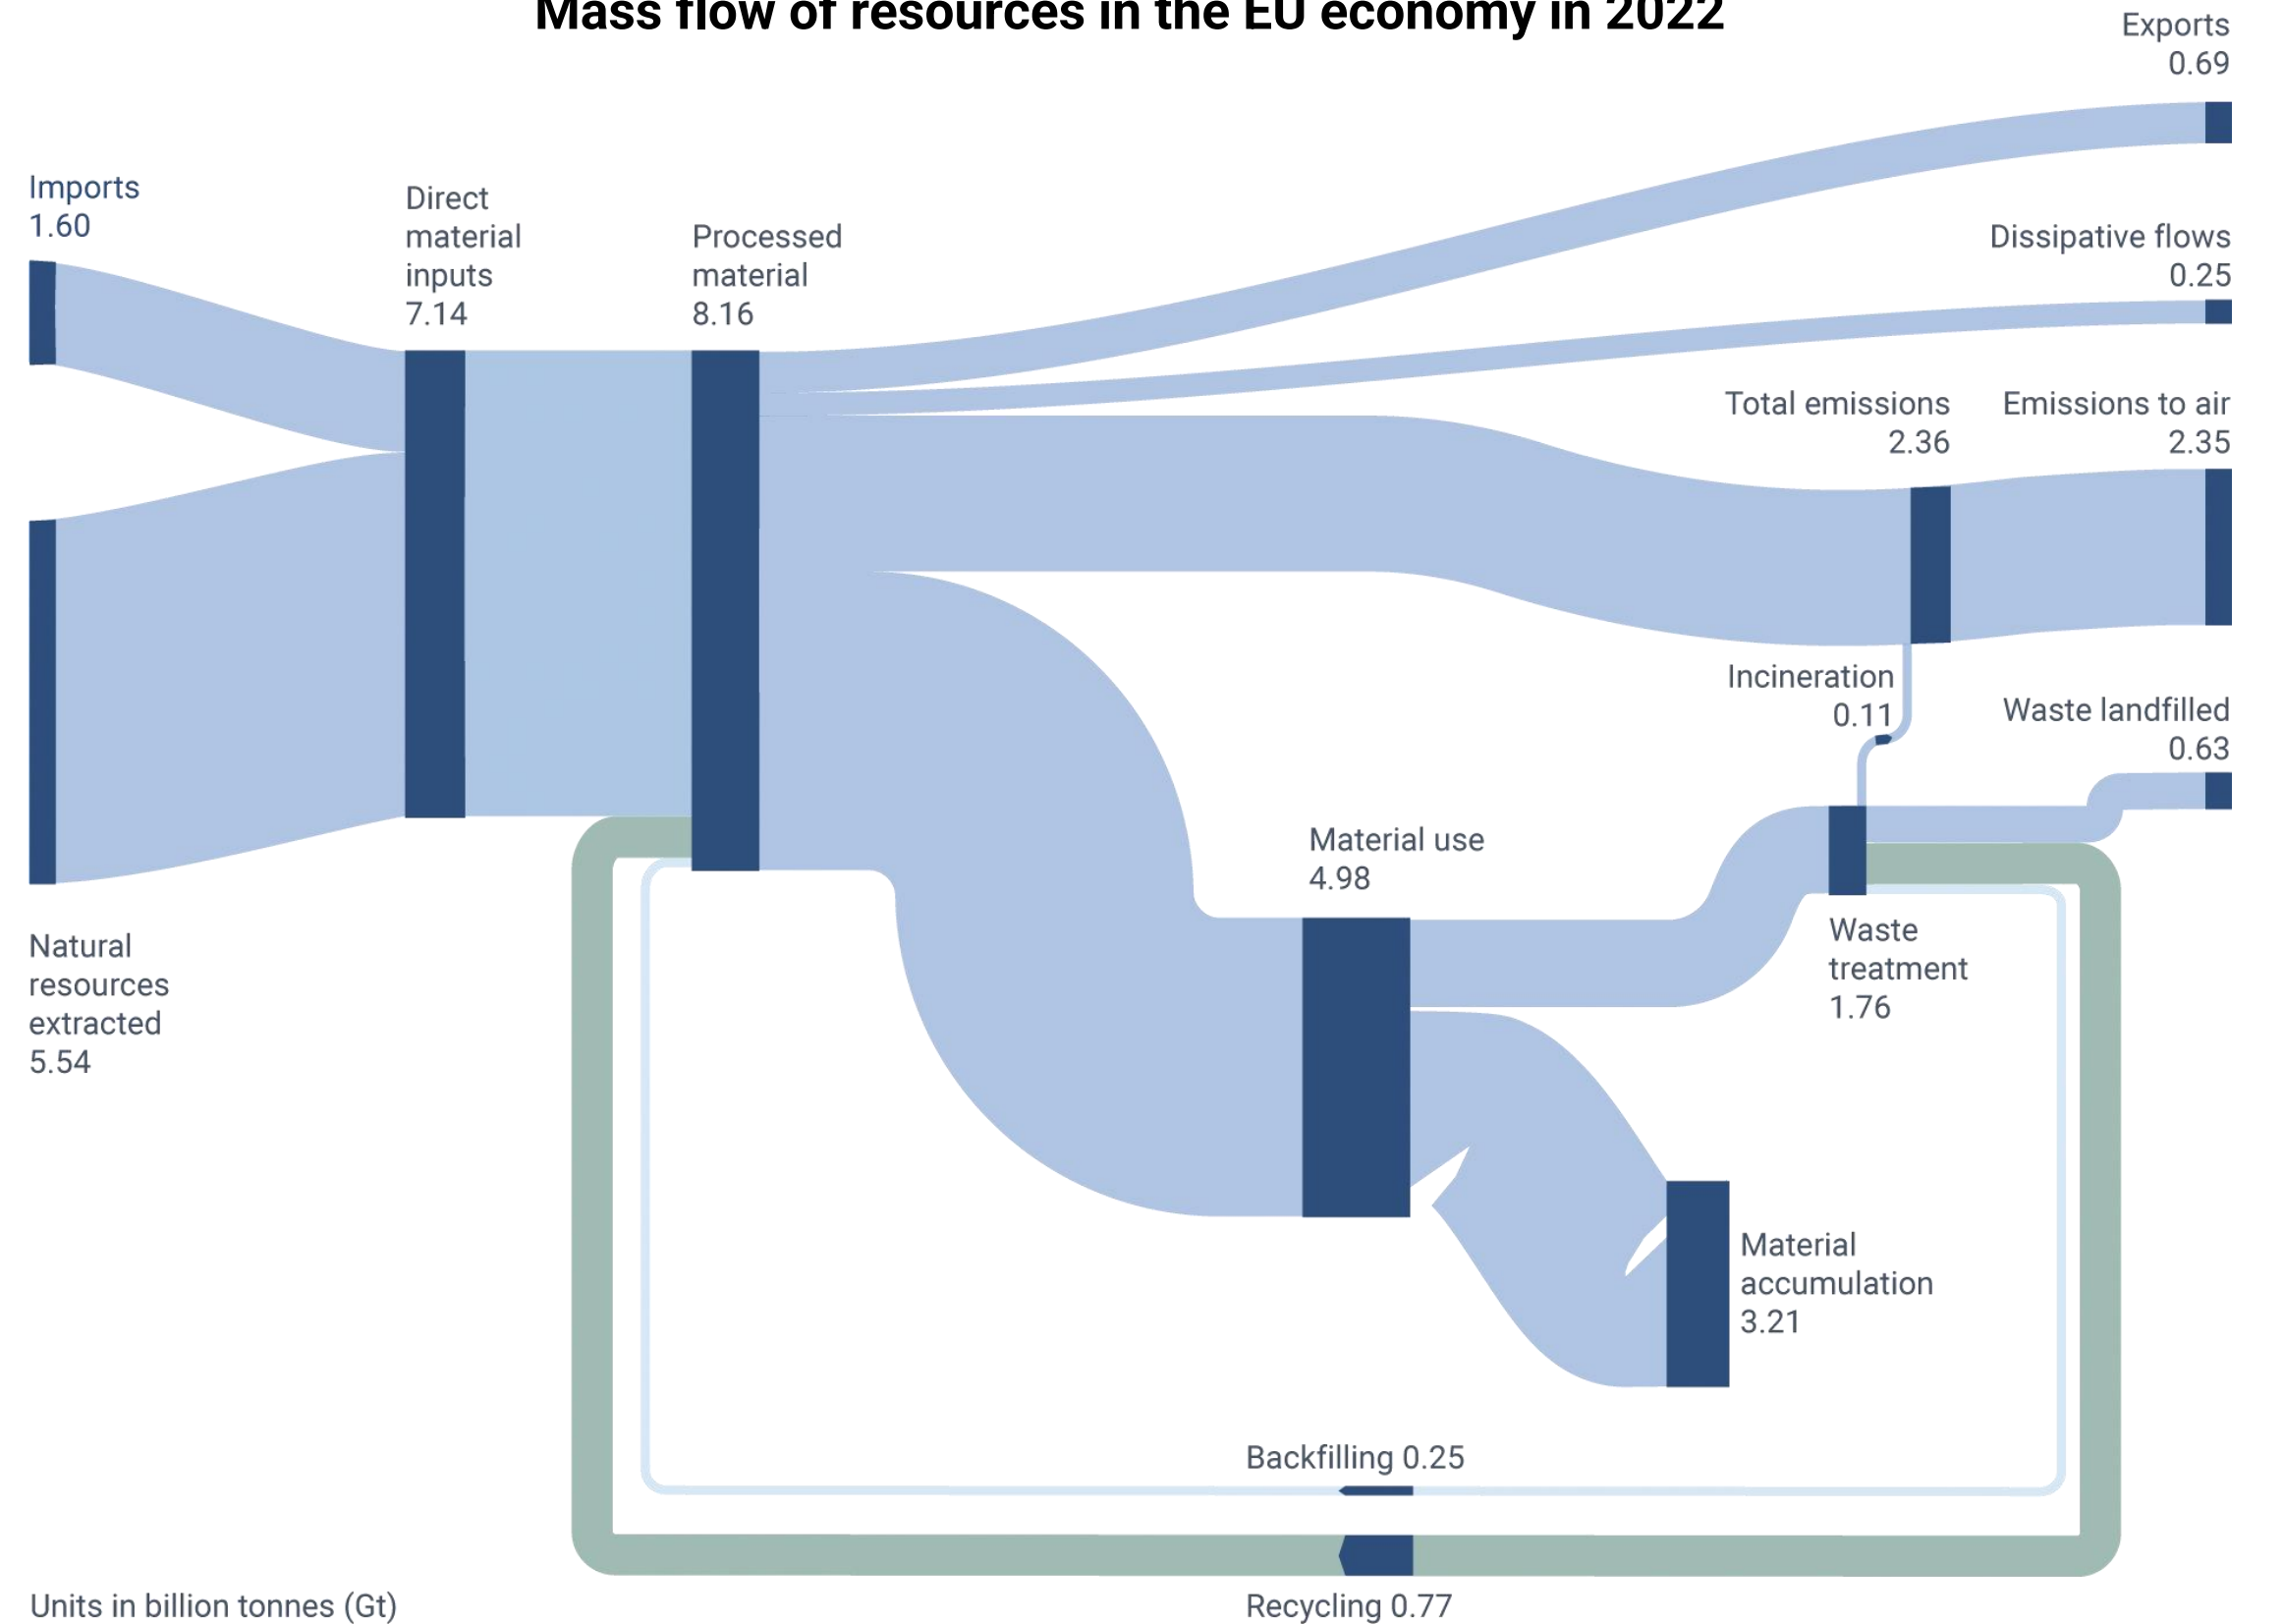 Mass flow of resources in the EU economy in 2022
Exports
0.69
Imports
1.60
Direct
material
inputs
7.14
Processed
material
8.16
Dissipative flows
0.25
Total emissions
2.36
Emissions to air
2.35
Incineration
0.11
Waste landfilled
0.63
Material use
4.98
Waste
treatment
1.76
Natural
resources
extracted
5.54
Material
accumulation
3.21
Backfilling 0.25
Recycling 0.77
Units in billion tonnes (Gt)